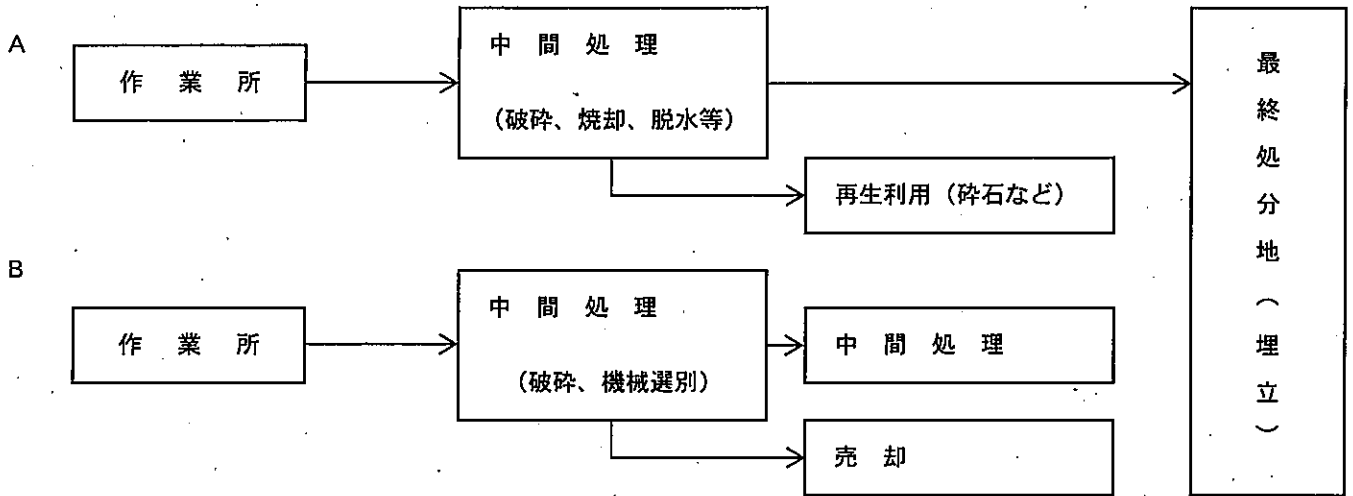 A
作業所
中間処理
（破砕、焼却、脱水等）
再生利用（砕石など）
B
作業所
中間処理
（破砕、機械選別）
中間処理
売却
最終処分地（埋立）